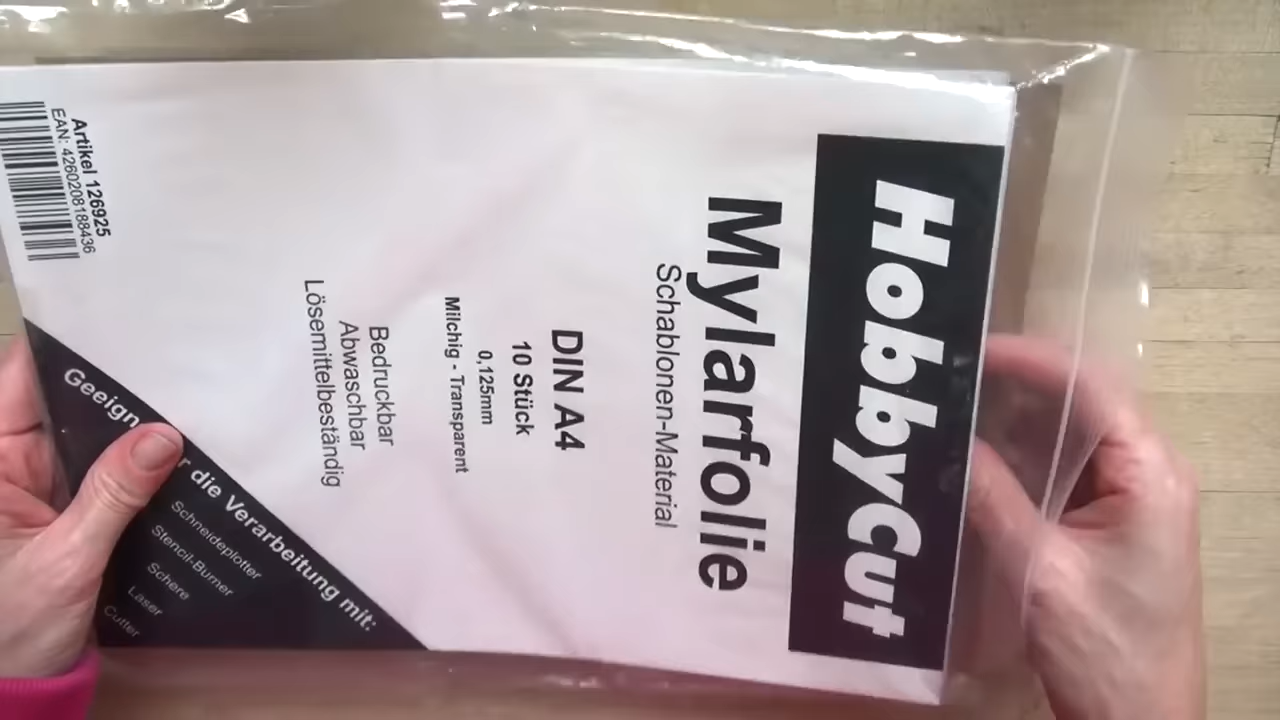 HobbyCut
Mylarfolie
Schablonen-Material
DIN A4
10 Stück
0,125mm
Milchig - Transparent
Bedruckbar
Abwaschbar
Lösemittelbeständig
Geeign r die Verarbeitung mit:
Schneideplotter
Stencil-Burner
Schere
Laser
Cutter
Artikel 126925
EAN: 4260208188436